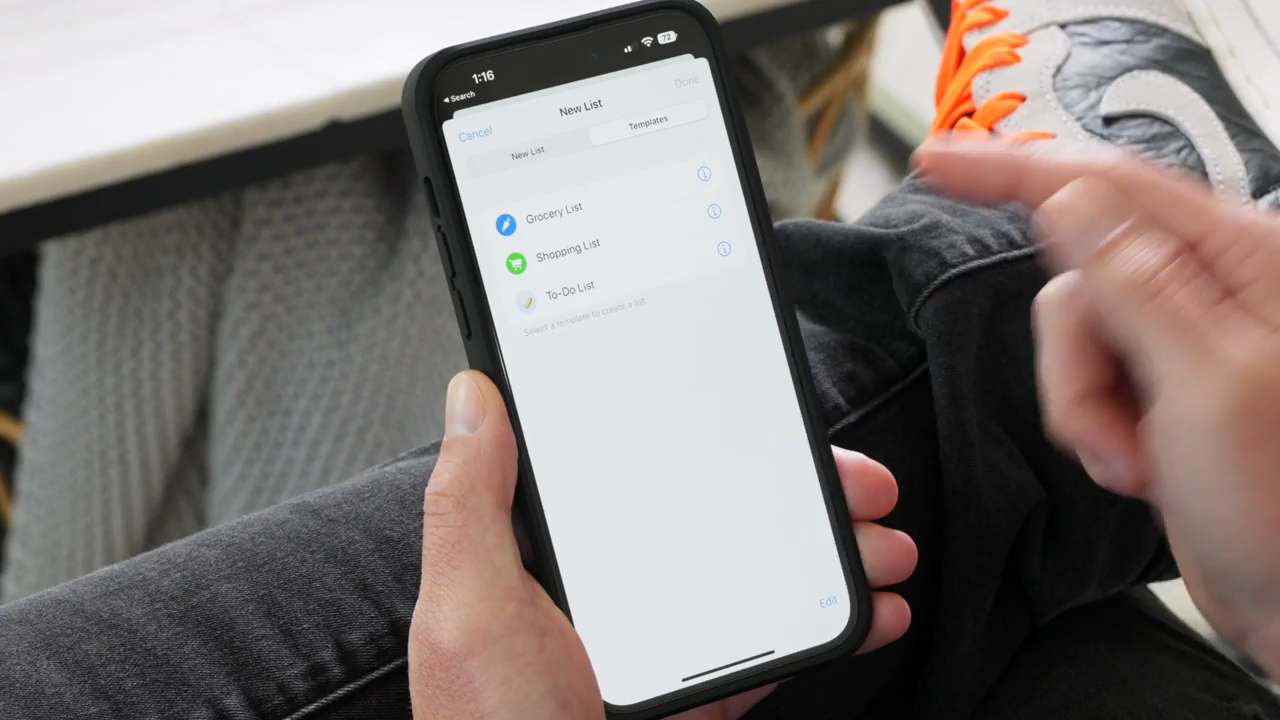 1:16
72
Search
Cancel
New List
Done
New List
Templates
Grocery List
Shopping List
To-Do List
Select a template to create a list.
Edit